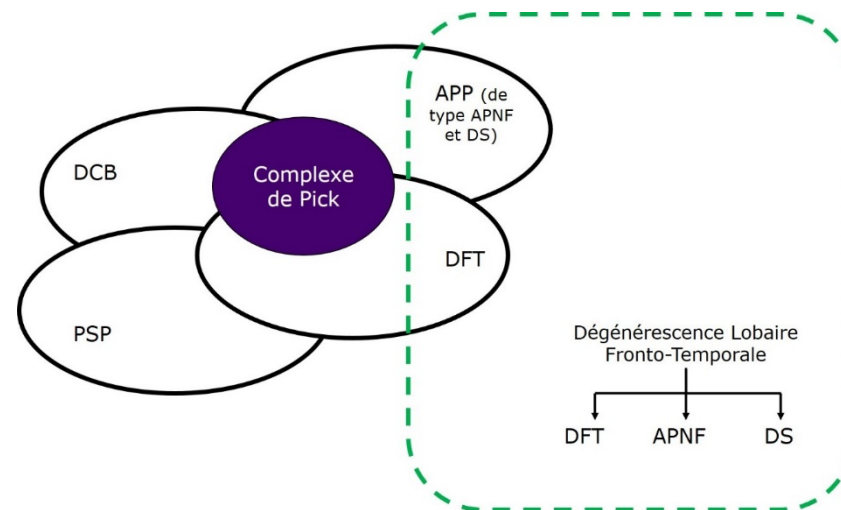 APP (de
type APNF
et DS)
DCB
Complexe
de Pick
DFT
PSP
Dégénérescence Lobaire
Fronto-Temporale
DFT APNF DS